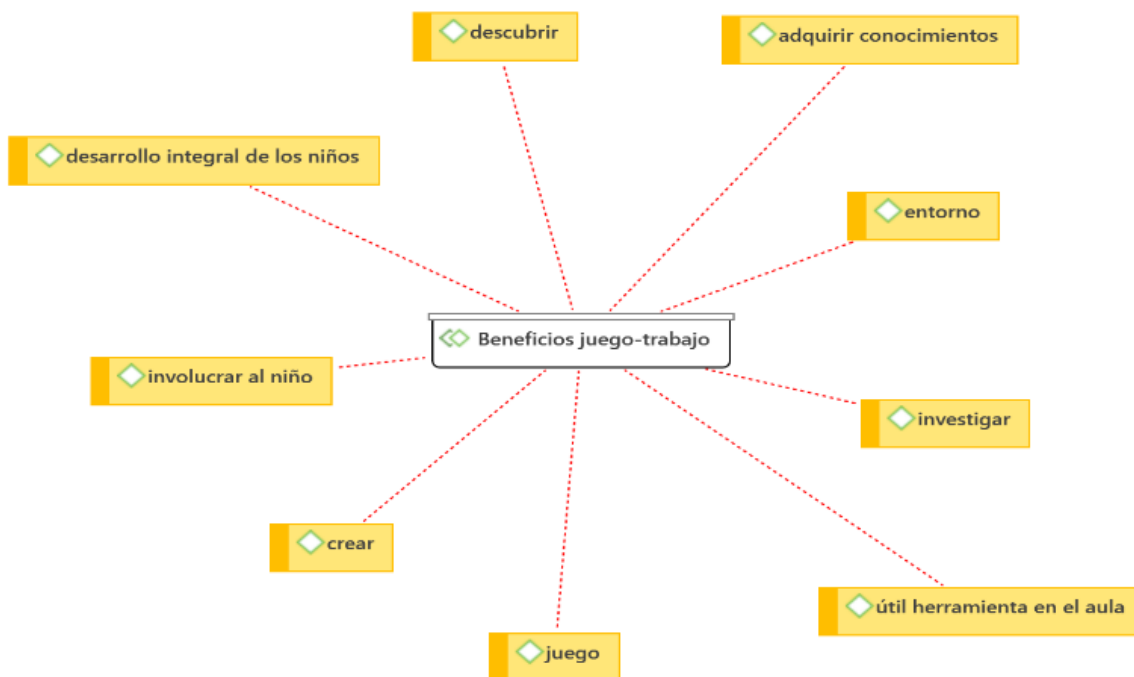 descubrir
adquirir conocimientos
desarrollo integral de los niños
entorno
Beneficios juego-trabajo
involucrar al niño
investigar
crear
útil herramienta en el aula
juego